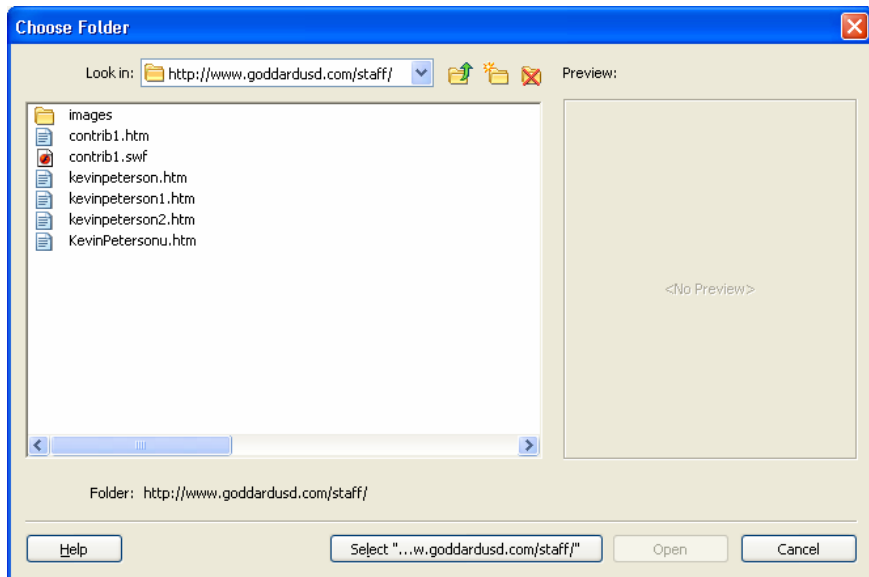 Choose Folder
Look in: http://www.goddardusd.com/staff/ Preview:
images
contrib1.htm
contrib1.swf
kevinpeterson.htm
kevinpeterson1.htm
kevinpeterson2.htm
KevinPetersonu.htm
<No Preview>
Folder: http://www.goddardusd.com/staff/
Help Select "...w.goddardusd.com/staff/" Open Cancel